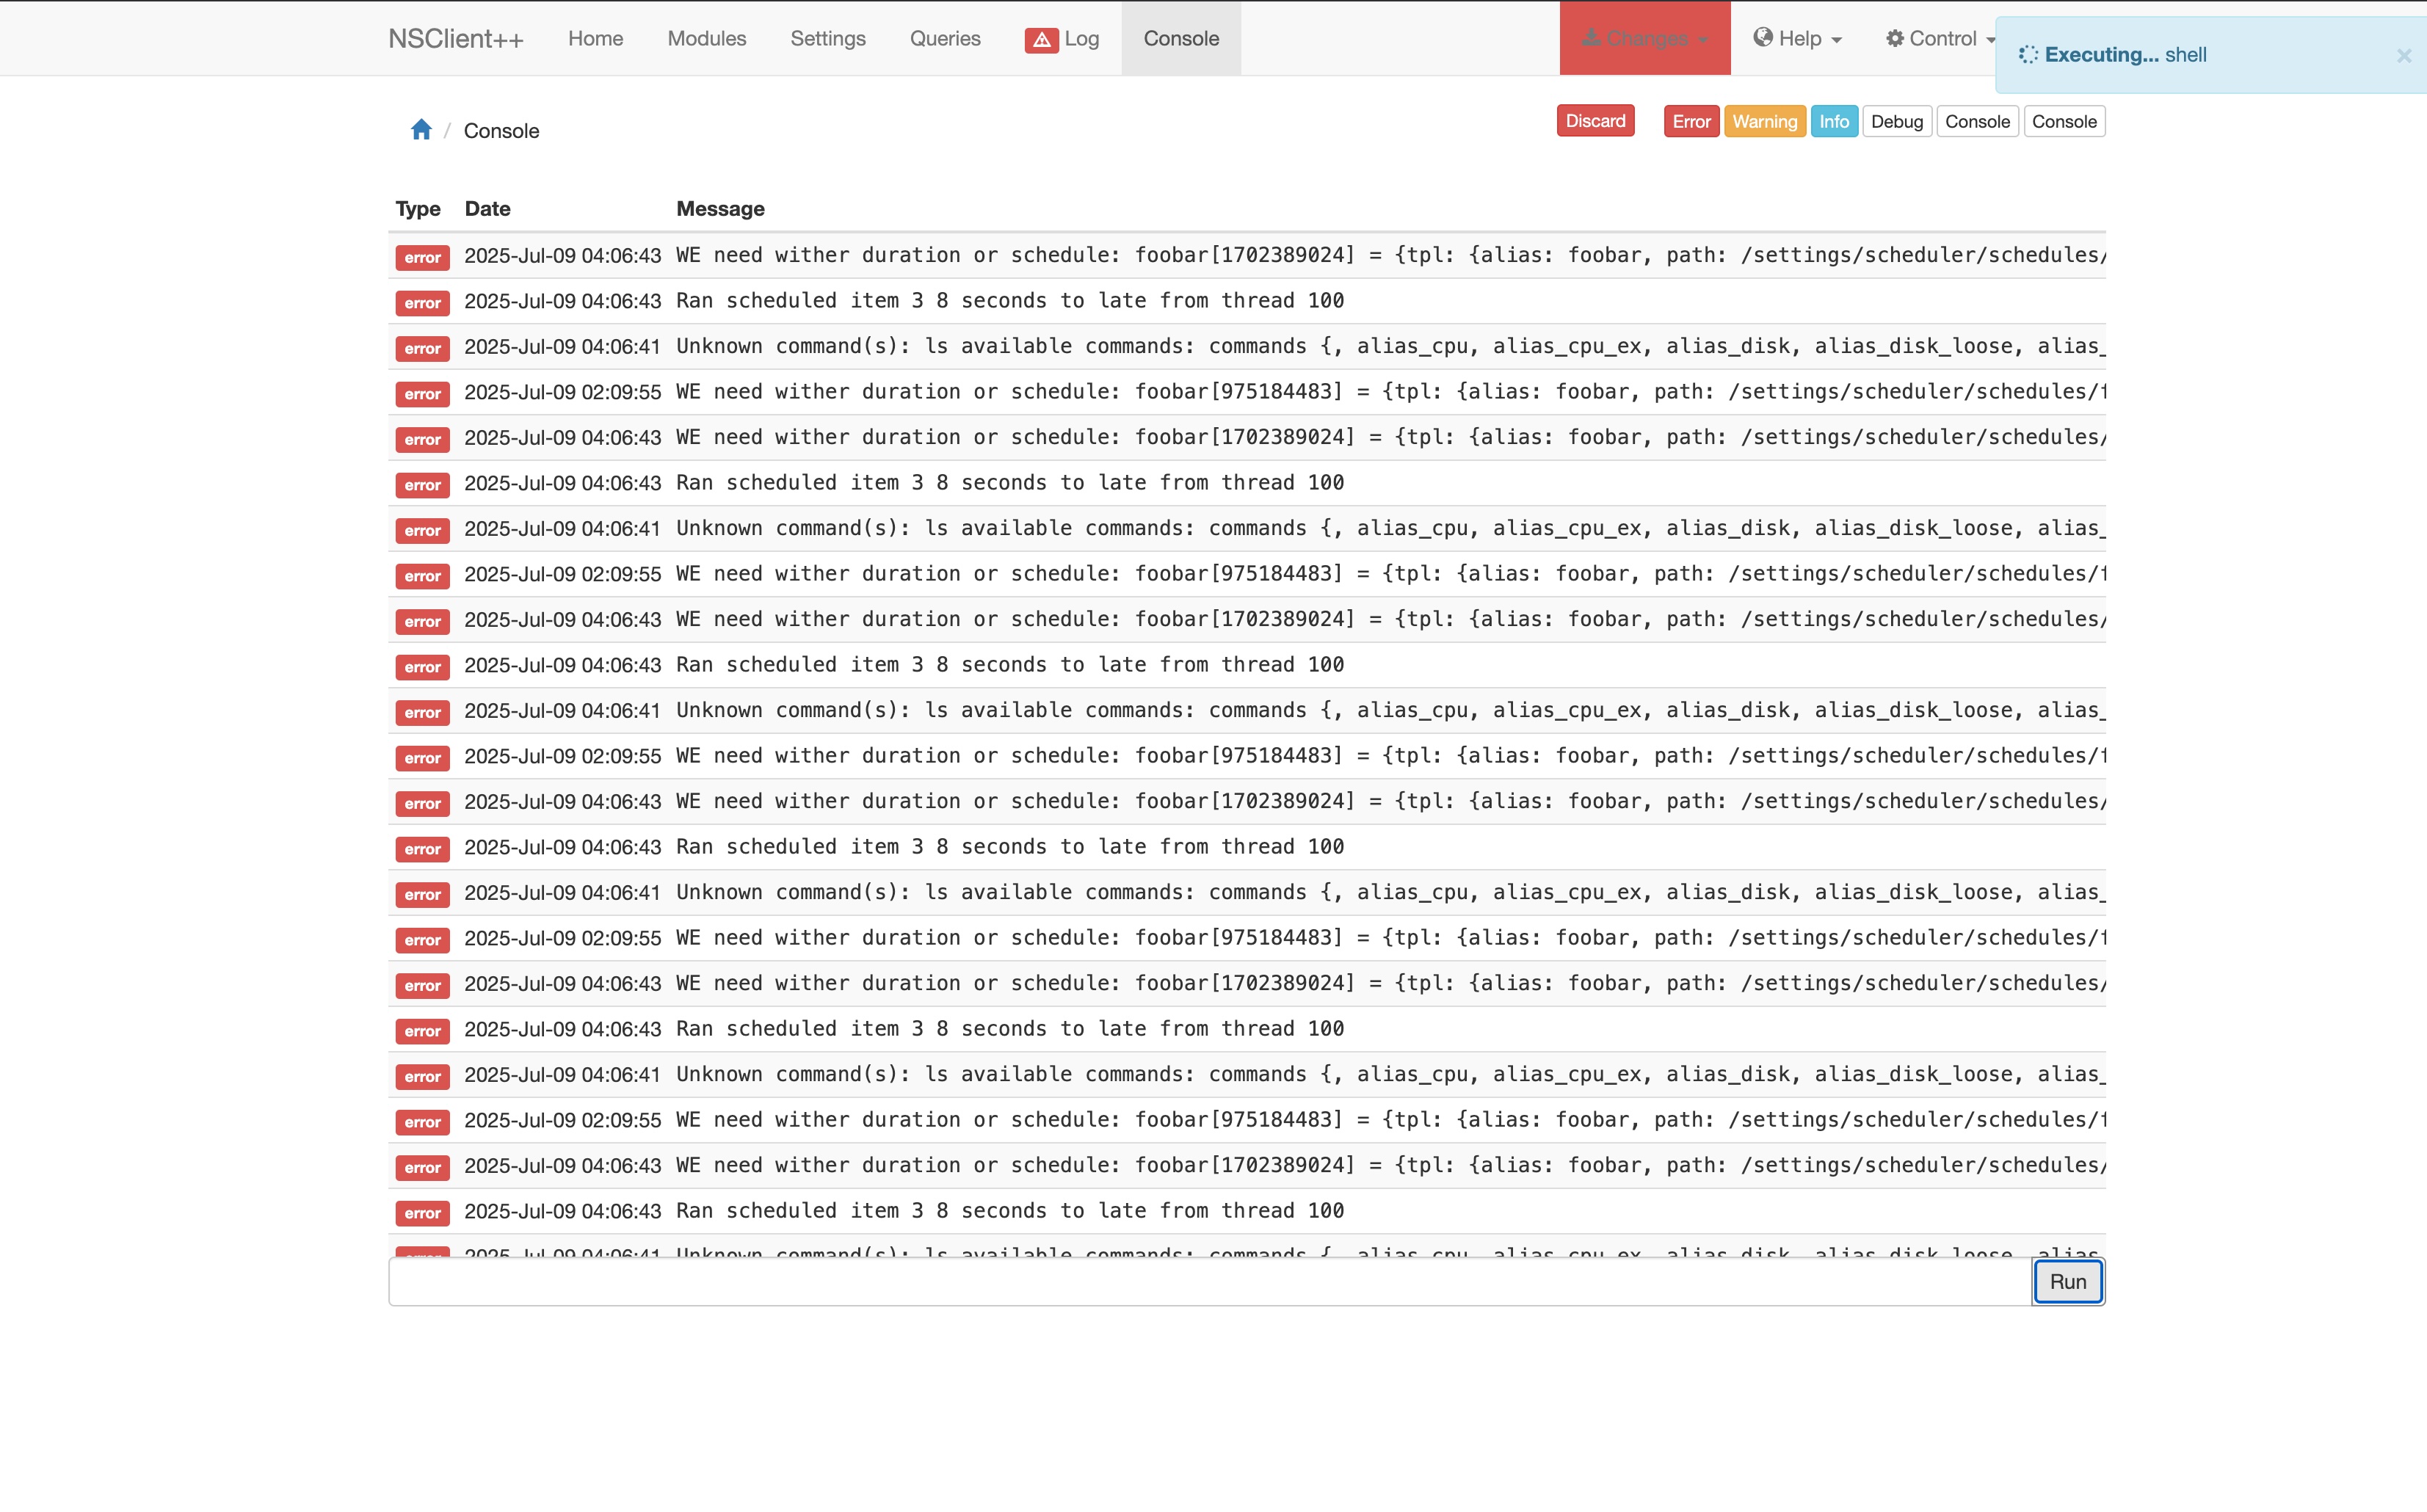 NSClient++ Home Modules Settings Queries Log Console Changes Help Control Executing... shell ×
/ Console Discard Error Warning Info Debug Console Console
Type Date Message
error 2025-Jul-09 04:06:43 WE need wither duration or schedule: foobar[1702389024] = {tpl: {alias: foobar, path: /settings/scheduler/schedules/
error 2025-Jul-09 04:06:43 Ran scheduled item 3 8 seconds to late from thread 100
error 2025-Jul-09 04:06:41 Unknown command(s): ls available commands: commands {, alias_cpu, alias_cpu_ex, alias_disk, alias_disk_loose, alias_
error 2025-Jul-09 02:09:55 WE need wither duration or schedule: foobar[975184483] = {tpl: {alias: foobar, path: /settings/scheduler/schedules/f
error 2025-Jul-09 04:06:43 WE need wither duration or schedule: foobar[1702389024] = {tpl: {alias: foobar, path: /settings/scheduler/schedules/
error 2025-Jul-09 04:06:43 Ran scheduled item 3 8 seconds to late from thread 100
error 2025-Jul-09 04:06:41 Unknown command(s): ls available commands: commands {, alias_cpu, alias_cpu_ex, alias_disk, alias_disk_loose, alias_
error 2025-Jul-09 02:09:55 WE need wither duration or schedule: foobar[975184483] = {tpl: {alias: foobar, path: /settings/scheduler/schedules/f
error 2025-Jul-09 04:06:43 WE need wither duration or schedule: foobar[1702389024] = {tpl: {alias: foobar, path: /settings/scheduler/schedules/
error 2025-Jul-09 04:06:43 Ran scheduled item 3 8 seconds to late from thread 100
error 2025-Jul-09 04:06:41 Unknown command(s): ls available commands: commands {, alias_cpu, alias_cpu_ex, alias_disk, alias_disk_loose, alias_
error 2025-Jul-09 02:09:55 WE need wither duration or schedule: foobar[975184483] = {tpl: {alias: foobar, path: /settings/scheduler/schedules/f
error 2025-Jul-09 04:06:43 WE need wither duration or schedule: foobar[1702389024] = {tpl: {alias: foobar, path: /settings/scheduler/schedules/
error 2025-Jul-09 04:06:43 Ran scheduled item 3 8 seconds to late from thread 100
error 2025-Jul-09 04:06:41 Unknown command(s): ls available commands: commands {, alias_cpu, alias_cpu_ex, alias_disk, alias_disk_loose, alias_
error 2025-Jul-09 02:09:55 WE need wither duration or schedule: foobar[975184483] = {tpl: {alias: foobar, path: /settings/scheduler/schedules/f
error 2025-Jul-09 04:06:43 WE need wither duration or schedule: foobar[1702389024] = {tpl: {alias: foobar, path: /settings/scheduler/schedules/
error 2025-Jul-09 04:06:43 Ran scheduled item 3 8 seconds to late from thread 100
error 2025-Jul-09 04:06:41 Unknown command(s): ls available commands: commands {, alias_cpu, alias_cpu_ex, alias_disk, alias_disk_loose, alias_
error 2025-Jul-09 02:09:55 WE need wither duration or schedule: foobar[975184483] = {tpl: {alias: foobar, path: /settings/scheduler/schedules/f
error 2025-Jul-09 04:06:43 WE need wither duration or schedule: foobar[1702389024] = {tpl: {alias: foobar, path: /settings/scheduler/schedules/
error 2025-Jul-09 04:06:43 Ran scheduled item 3 8 seconds to late from thread 100
error 2025-Jul-09 04:06:41 Unknown command(s): ls available commands: commands {, alias_cpu, alias_cpu_ex, alias_disk, alias_disk_loose, alias
Run